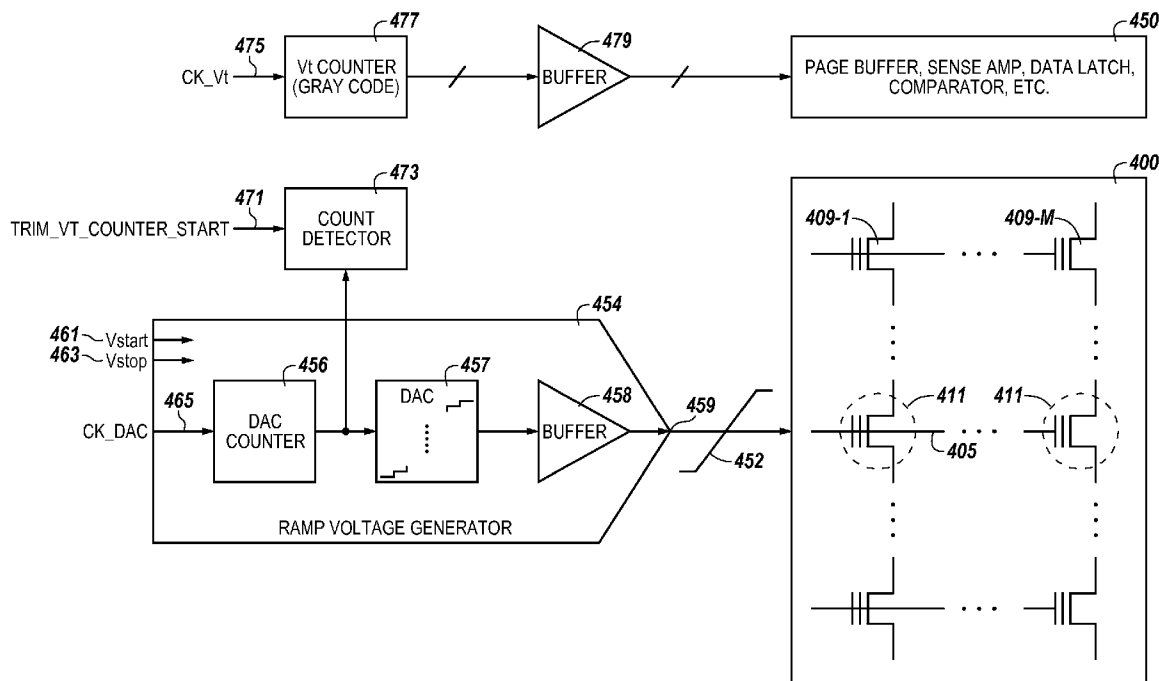 477
475
CK_Vt
Vt COUNTER
(GRAY CODE)
479
BUFFER
450
PAGE BUFFER, SENSE AMP, DATA LATCH,
COMPARATOR, ETC.
473
471
TRIM_VT_COUNTER_START
COUNT
DETECTOR
400
409-1
409-M
454
461
Vstart
463
Vstop
456
457
465
CK_DAC
DAC
COUNTER
DAC
458
BUFFER
459
452
RAMP VOLTAGE GENERATOR
411
411
405